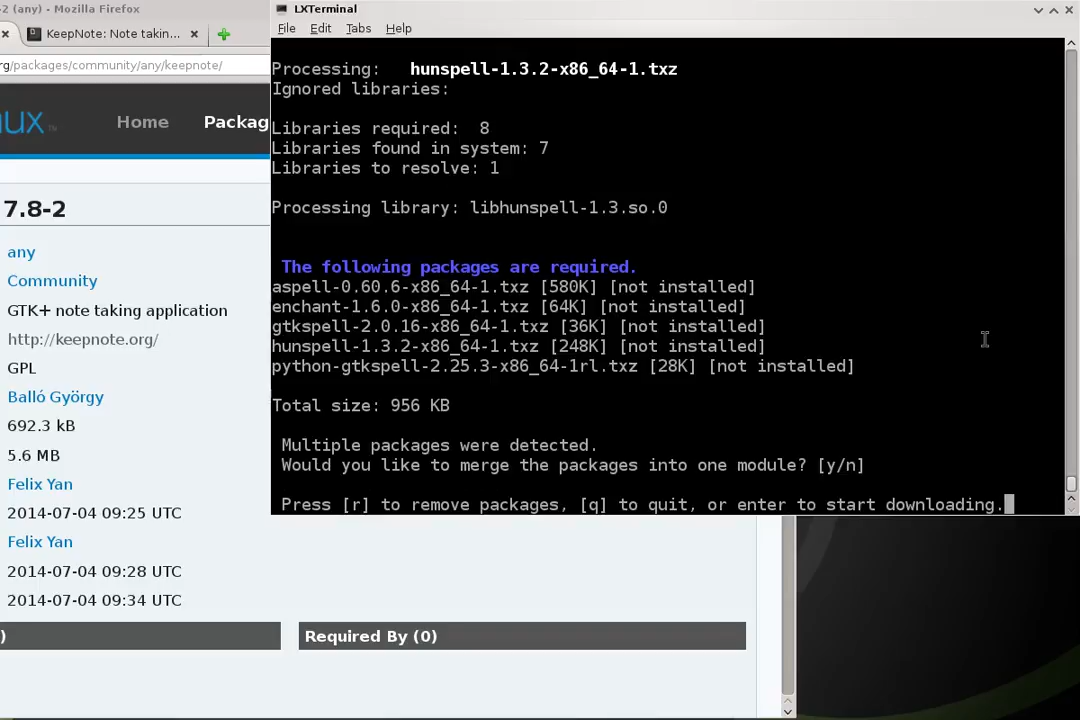 -2 (any) - Mozilla Firefox
KeepNote: Note takin...
rg/packages/community/any/keepnote/
ux™
Home
Packag
7.8-2
any
Community
GTK+ note taking application
http://keepnote.org/
GPL
Balló György
692.3 kB
5.6 MB
Felix Yan
2014-07-04 09:25 UTC
Felix Yan
2014-07-04 09:28 UTC
2014-07-04 09:34 UTC
)
Required By (0)
LXTerminal
File Edit Tabs Help
Processing: hunspell-1.3.2-x86_64-1.txz
Ignored libraries:
Libraries required: 8
Libraries found in system: 7
Libraries to resolve: 1
Processing library: libhunspell-1.3.so.0
The following packages are required.
aspell-0.60.6-x86_64-1.txz [580K] [not installed]
enchant-1.6.0-x86_64-1.txz [64K] [not installed]
gtkspell-2.0.16-x86_64-1.txz [36K] [not installed]
hunspell-1.3.2-x86_64-1.txz [248K] [not installed]
python-gtkspell-2.25.3-x86_64-1rl.txz [28K] [not installed]
Total size: 956 KB
Multiple packages were detected.
Would you like to merge the packages into one module? [y/n]
Press [r] to remove packages, [q] to quit, or enter to start downloading.